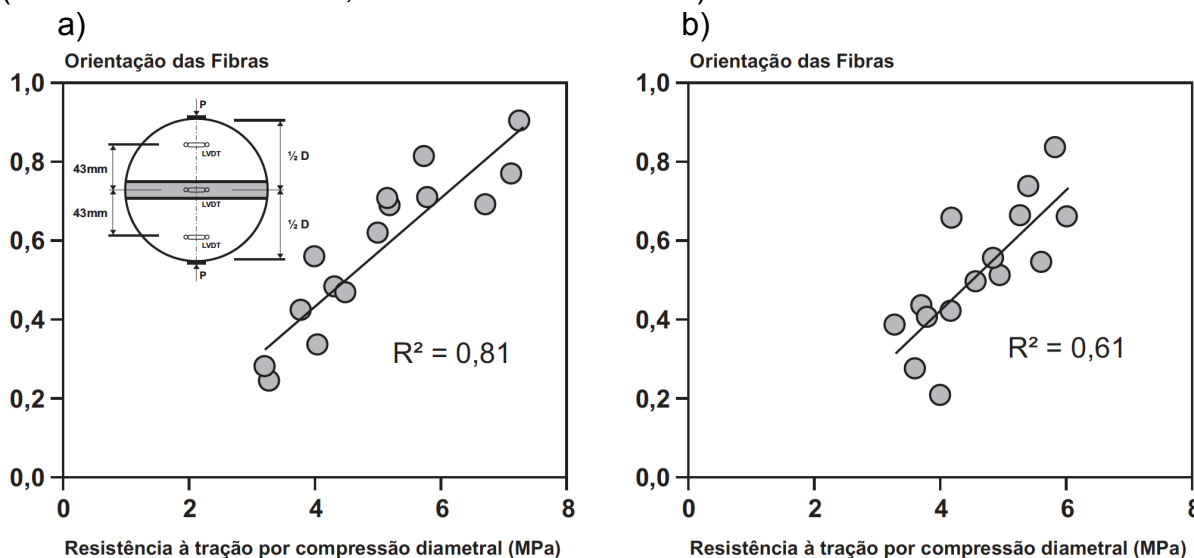 a)
Orientação das Fibras
1,0
0,8
0,6
0,4
0,2
0,0
0 2 4 6 8
Resistência à tração por compressão diametral (MPa)
P
LVDT
43mm
½ D
LVDT
43mm
½ D
LVDT
P
R² = 0,81
b)
Orientação das Fibras
1,0
0,8
0,6
0,4
0,2
0,0
0 2 4 6 8
Resistência à tração por compressão diametral (MPa)
R² = 0,61